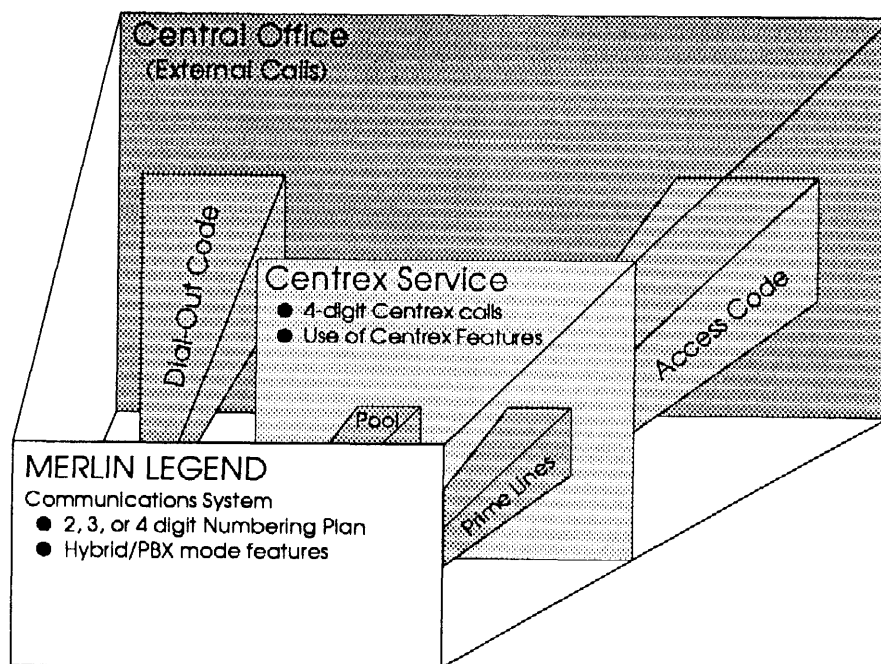 Central Office
(External Calls)
Dial-Out Code
Centrex Service
● 4-digit Centrex calls
● Use of Centrex Features
Access Code
Pool
Prime Lines
MERLIN LEGEND
Communications System
● 2, 3, or 4 digit Numbering Plan
● Hybrid/PBX mode features